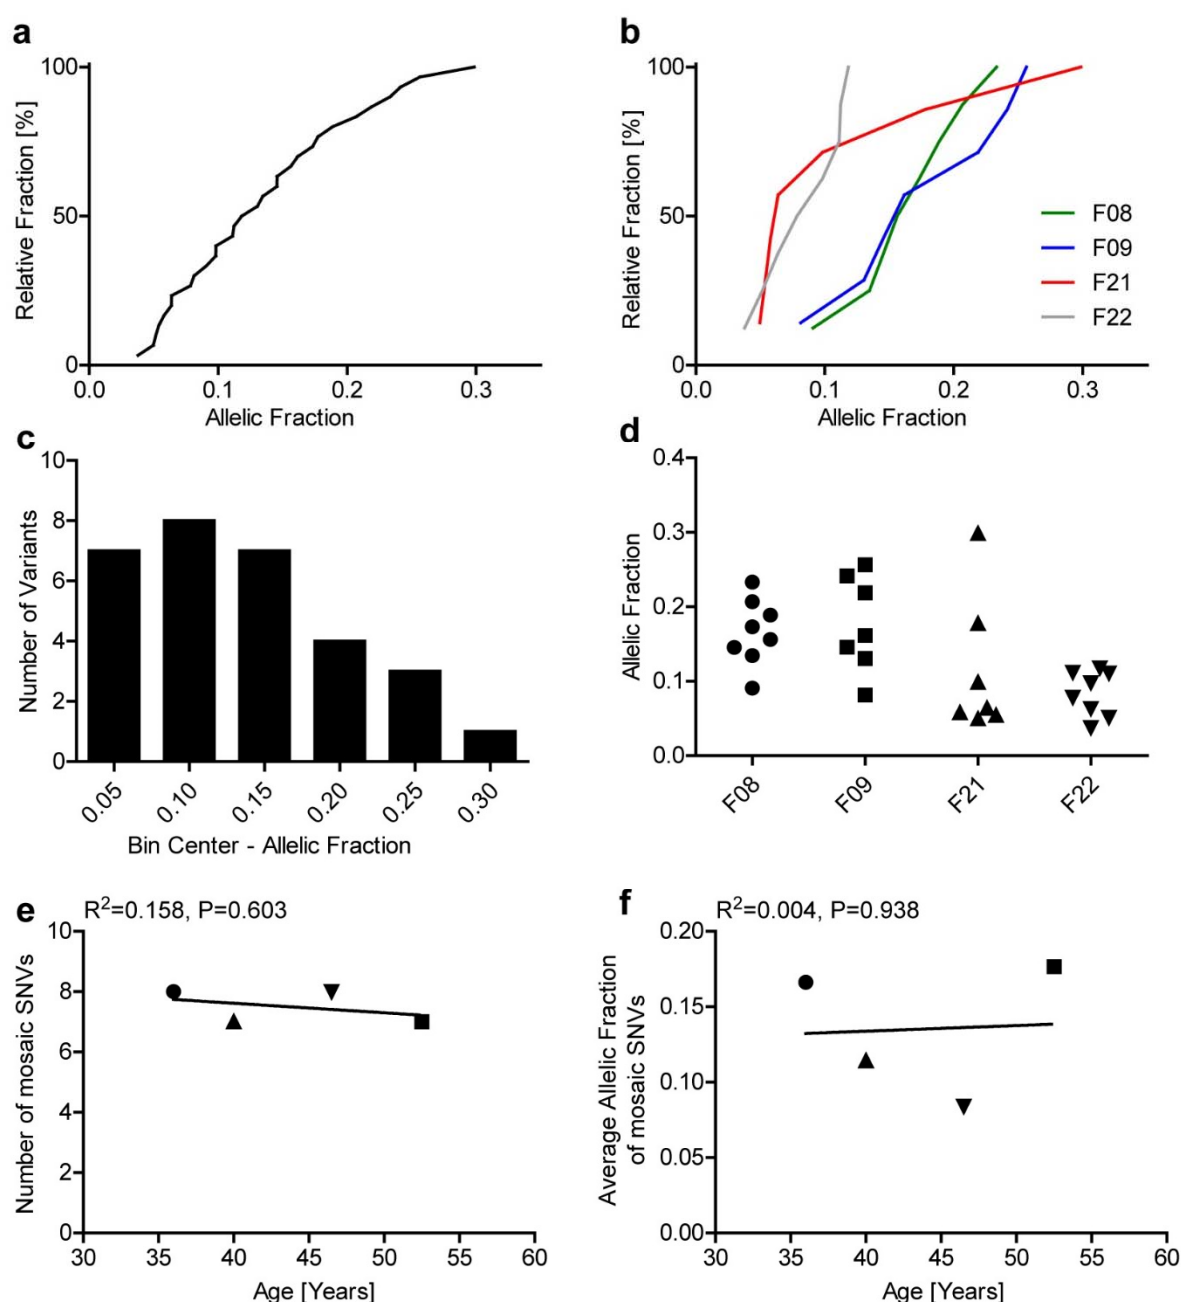 a
100
50
0
Relative Fraction [%]
0.0 0.1 0.2 0.3
Allelic Fraction
b
100
50
0
Relative Fraction [%]
F08
F09
F21
F22
0.0 0.1 0.2 0.3
Allelic Fraction
c
10
8
6
4
2
0
Number of Variants
0.05 0.10 0.15 0.20 0.25 0.30
Bin Center - Allelic Fraction
d
0.4
0.3
0.2
0.1
0.0
Allelic Fraction
F08 F09 F21 F22
e
R²=0.158, P=0.603
10
8
6
4
2
0
Number of mosaic SNVs
30 35 40 45 50 55 60
Age [Years]
f
R²=0.004, P=0.938
0.20
0.15
0.10
0.05
0.00
Average Allelic Fraction
of mosaic SNVs
30 35 40 45 50 55 60
Age [Years]